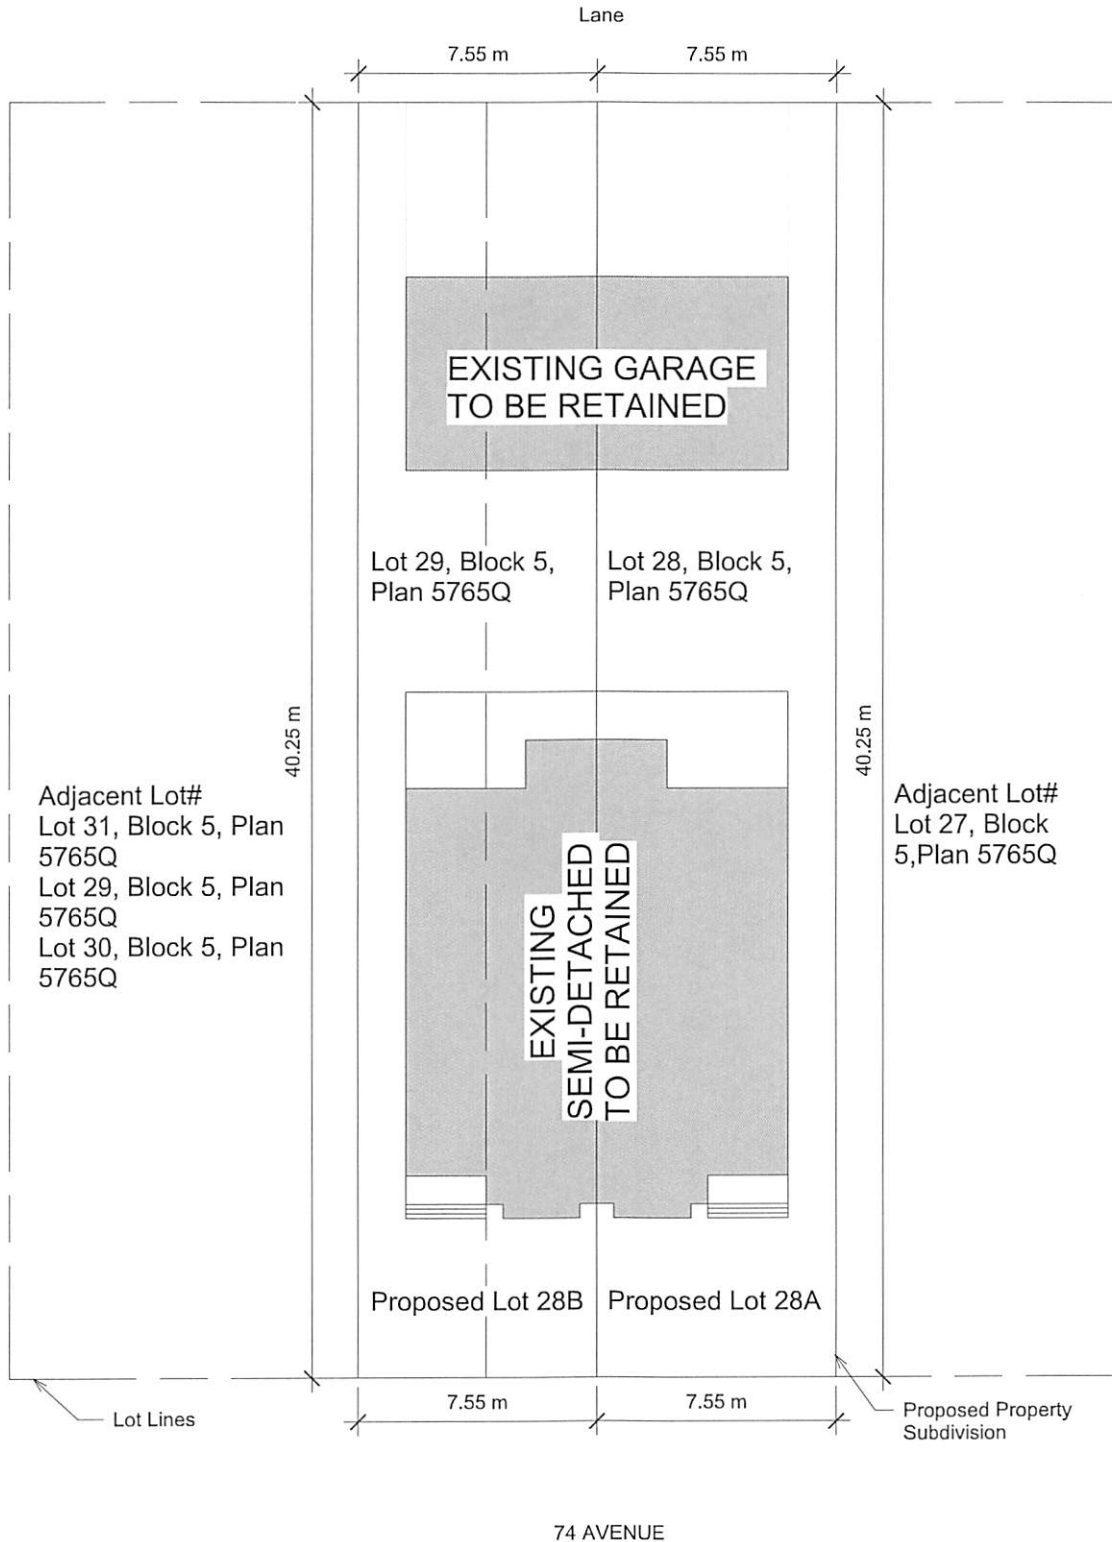 Lane
7.55 m
7.55 m
EXISTING GARAGE
TO BE RETAINED
Lot 29, Block 5,
Plan 5765Q
Lot 28, Block 5,
Plan 5765Q
40.25 m
40.25 m
Adjacent Lot#
Lot 31, Block 5, Plan
5765Q
Lot 29, Block 5, Plan
5765Q
Lot 30, Block 5, Plan
5765Q
Adjacent Lot#
Lot 27, Block
5,Plan 5765Q
EXISTING
SEMI-DETACHED
TO BE RETAINED
Proposed Lot 28B
Proposed Lot 28A
7.55 m
7.55 m
Lot Lines
Proposed Property
Subdivision
74 AVENUE